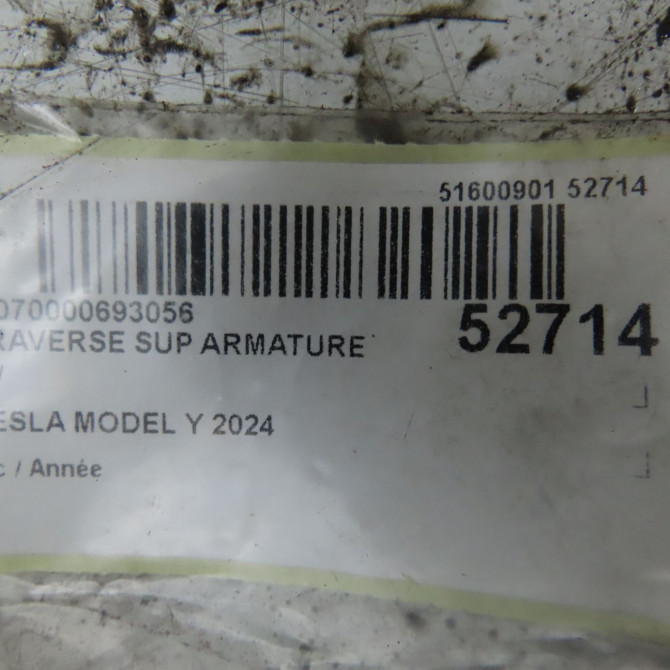 51600901 52714
070000693056
52714
RAVERSE SUP ARMATURE
ESLA MODEL Y 2024
c / Année